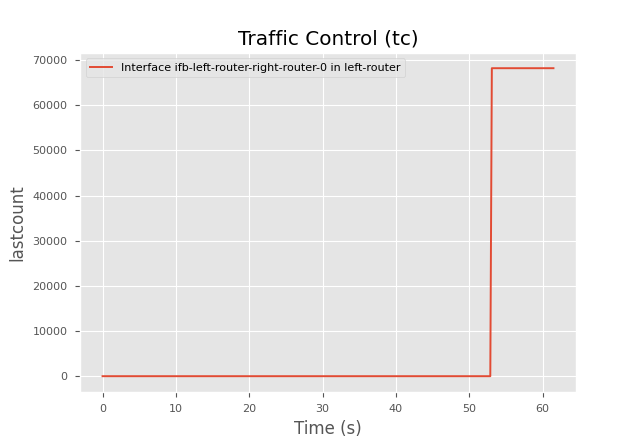 Traffic Control (tc)
Interface ifb-left-router-right-router-0 in left-router
lastcount
70000
60000
50000
40000
30000
20000
10000
0
0 10 20 30 40 50 60
Time (s)